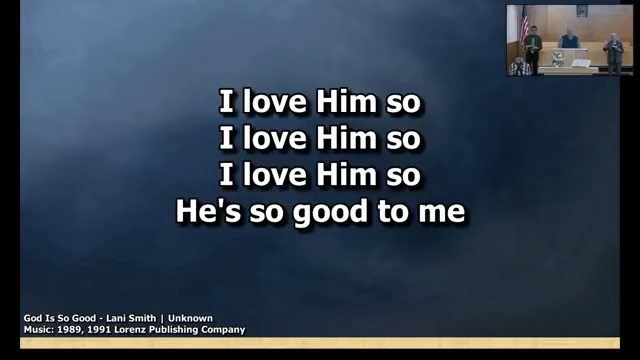 I love Him so
I love Him so
I love Him so
He's so good to me
God Is So Good - Lani Smith | Unknown
Music: 1989, 1991 Lorenz Publishing Company